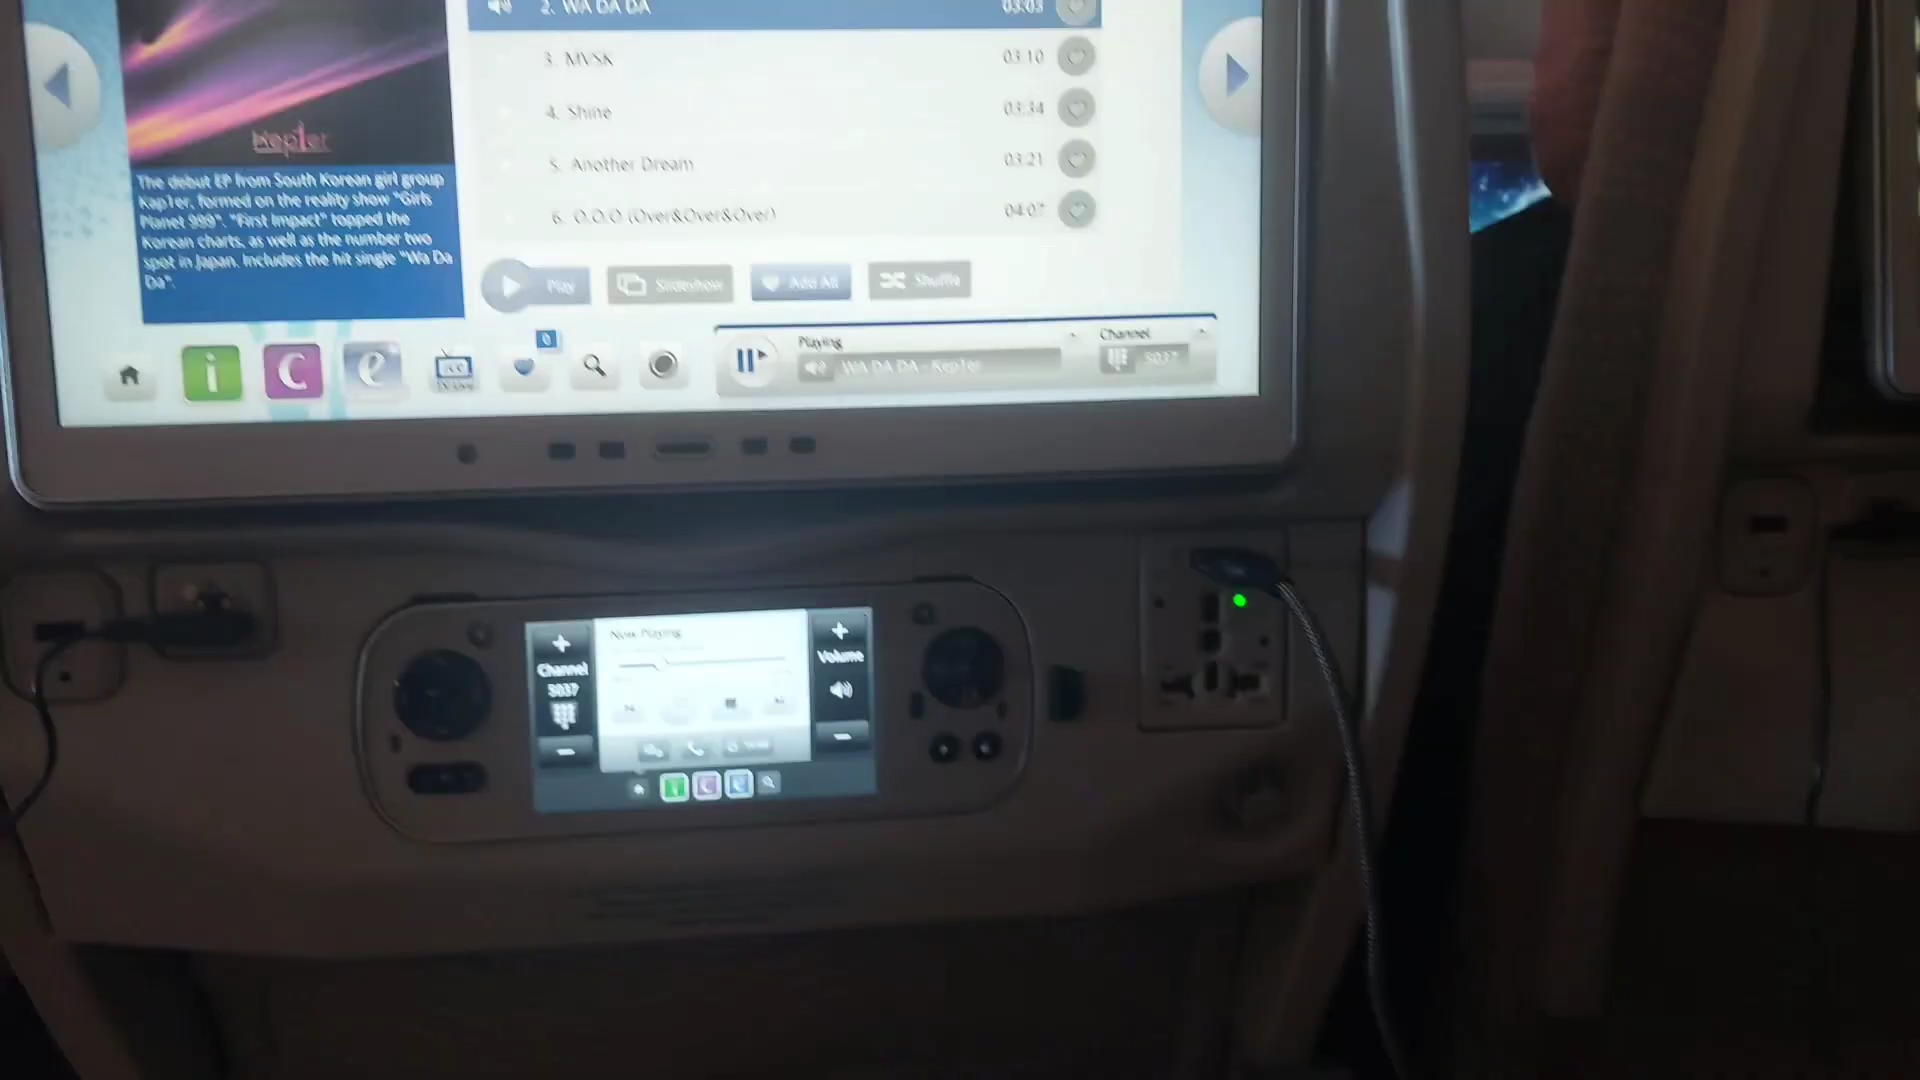 2. WA DA DA 03:03
3. MVSK 03:10
4. Shine 03:34
5. Another Dream 03:21
6. O.O.O (Over&Over&Over) 04:07
Kep1er
The debut EP from South Korean girl group
Kep1er, formed on the reality show "Girls
Planet 999". "First Impact" topped the
Korean charts, as well as the number two
spot in Japan. Includes the hit single "Wa Da
Da".
Play Slideshow Add All Shuffle
i C e 0
Playing
WA DA DA - Kep1er
Channel
5037
+
Channel
5037
Now Playing
+
Volume
i C e